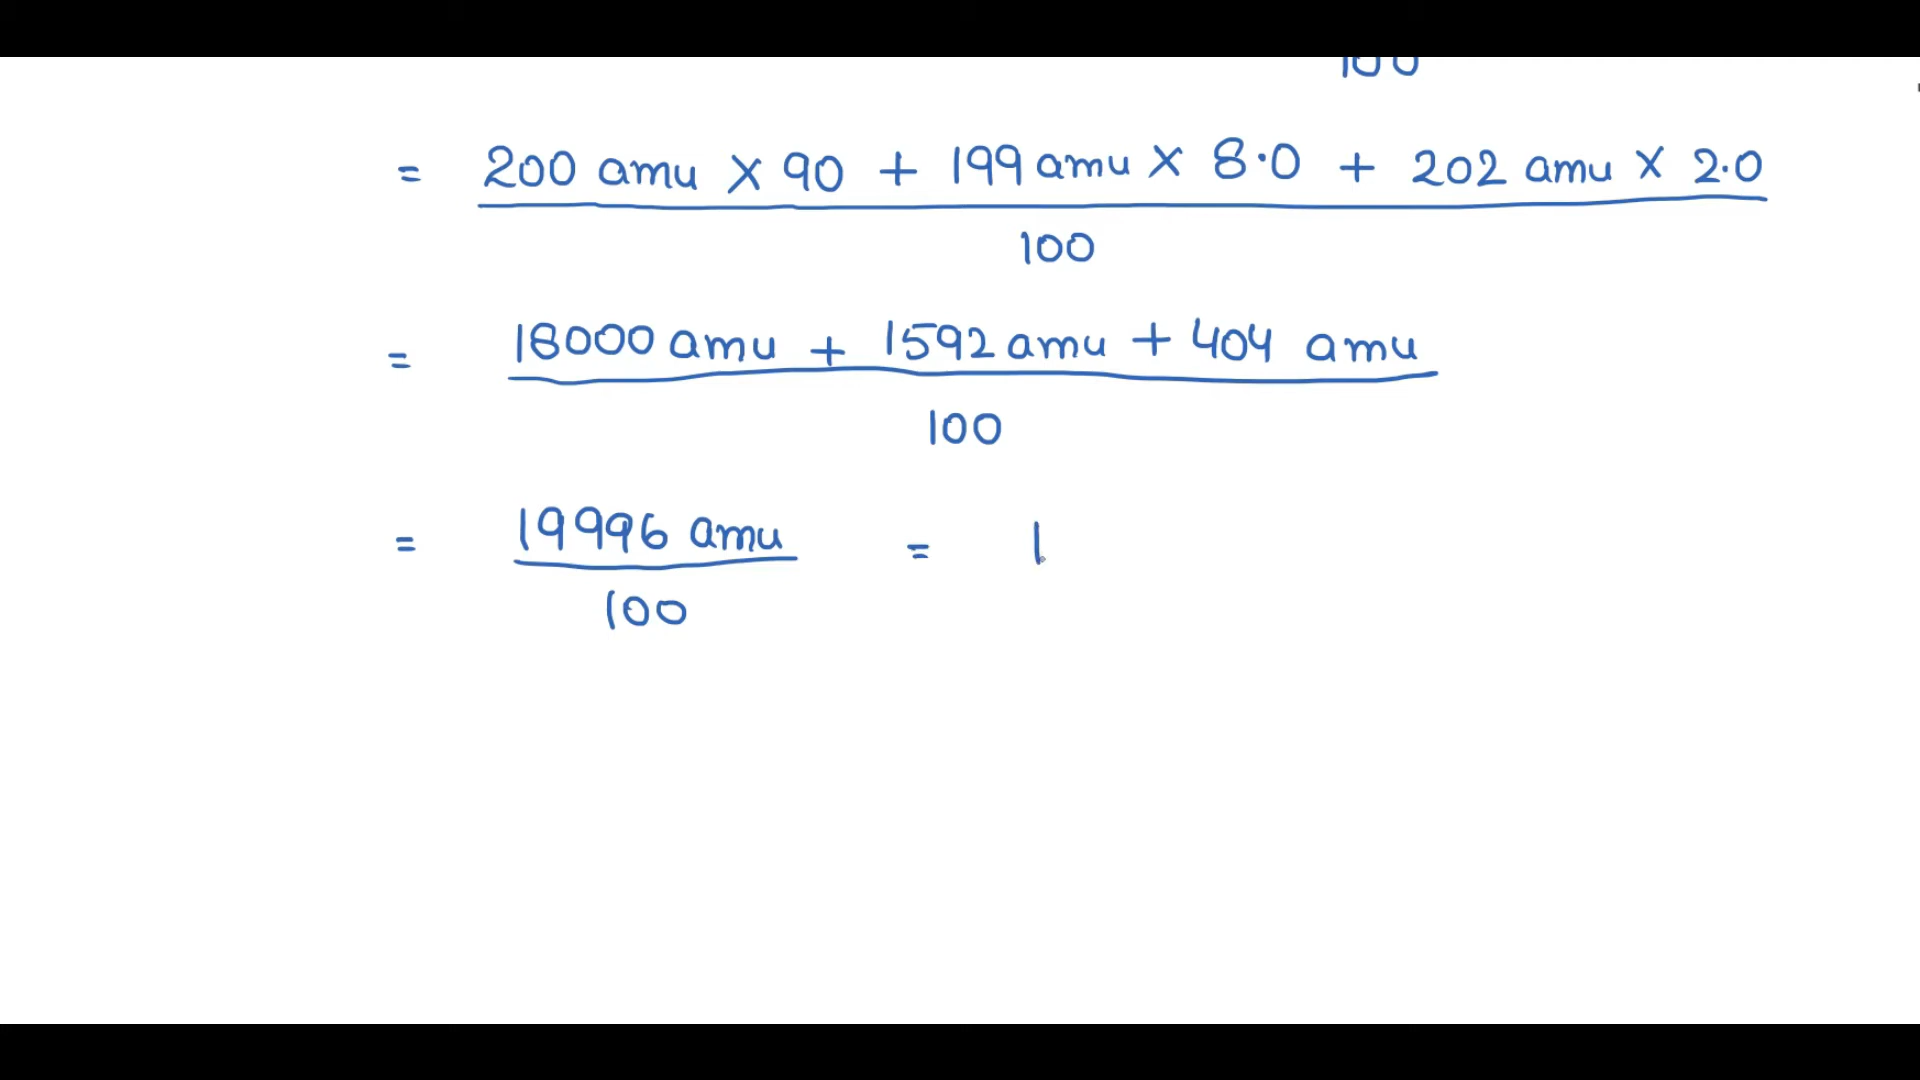 100
= 200 amu × 90 + 199 amu × 8.0 + 202 amu × 2.0
100
= 18000 amu + 1592 amu + 404 amu
100
= 19996 amu = 1
100